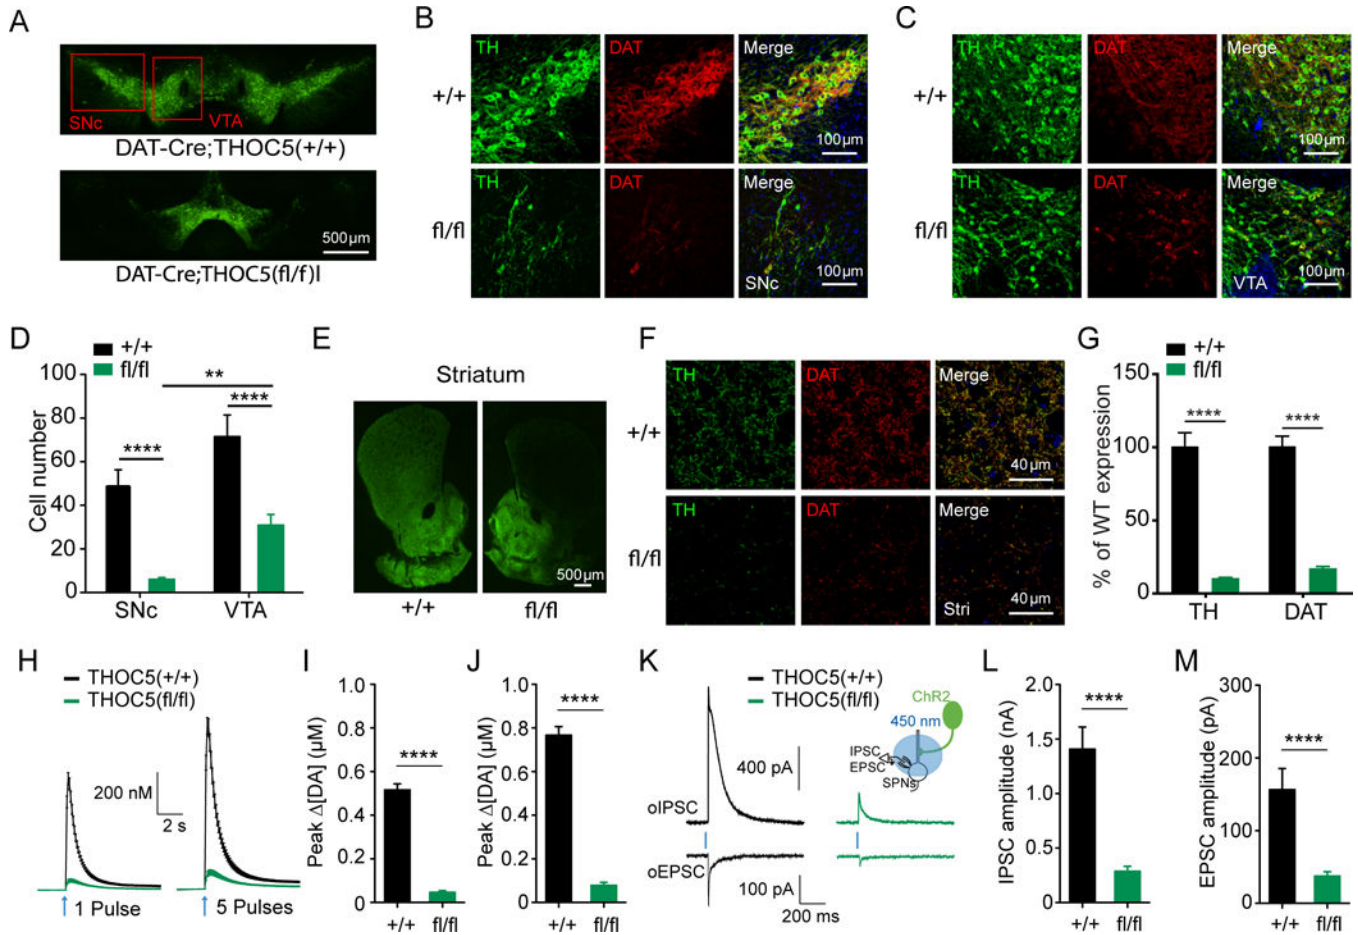 A
SNc
VTA
DAT-Cre;THOC5(+/+)
500µm
DAT-Cre;THOC5(fl/f)l
B
TH
DAT
Merge
+/+
100µm
TH
DAT
Merge
fl/fl
100µm
SNc
C
TH
DAT
Merge
+/+
100µm
TH
DAT
Merge
fl/fl
100µm
VTA
D
+/+
fl/fl
100
80
60
40
20
0
Cell number
**
****
****
SNc
VTA
E
Striatum
500µm
+/+
fl/fl
F
TH
DAT
Merge
+/+
40µm
TH
DAT
Merge
fl/fl
40µm
Stri
G
+/+
fl/fl
150
100
50
0
% of WT expression
****
****
TH
DAT
H
THOC5(+/+)
THOC5(fl/fl)
200 nM
2 s
1 Pulse
5 Pulses
I
1.0
0.8
0.6
0.4
0.2
0
Peak Δ[DA] (µM)
****
+/+
fl/fl
J
1.0
0.8
0.6
0.4
0.2
0
Peak Δ[DA] (µM)
****
+/+
fl/fl
K
THOC5(+/+)
THOC5(fl/fl)
ChR2
450 nm
IPSC
EPSC
SPNs
400 pA
oIPSC
oEPSC
100 pA
200 ms
L
2.0
1.5
1.0
0.5
0
IPSC amplitude (nA)
****
+/+
fl/fl
M
300
150
0
EPSC amplitude (pA)
****
+/+
fl/fl